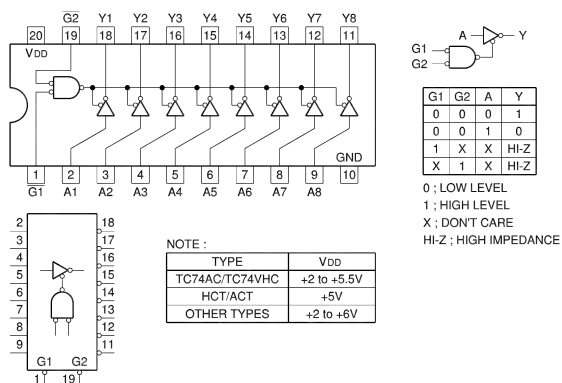 G2 Y1 Y2 Y3 Y4 Y5 Y6 Y7 Y8
20 19 18 17 16 15 14 13 12 11
VDD
GND
1 2 3 4 5 6 7 8 9 10
G1 A1 A2 A3 A4 A5 A6 A7 A8
A Y
G1
G2
G1 G2 A Y
0 0 0 1
0 0 1 0
1 X X HI-Z
X 1 X HI-Z
0 ; LOW LEVEL
1 ; HIGH LEVEL
X ; DON'T CARE
HI-Z ; HIGH IMPEDANCE
2 18
3 17
4 16
5 15
6 14
7 13
8 12
9 11
G1 G2
1 19
NOTE :
TYPE VDD
TC74AC/TC74VHC +2 to +5.5V
HCT/ACT +5V
OTHER TYPES +2 to +6V